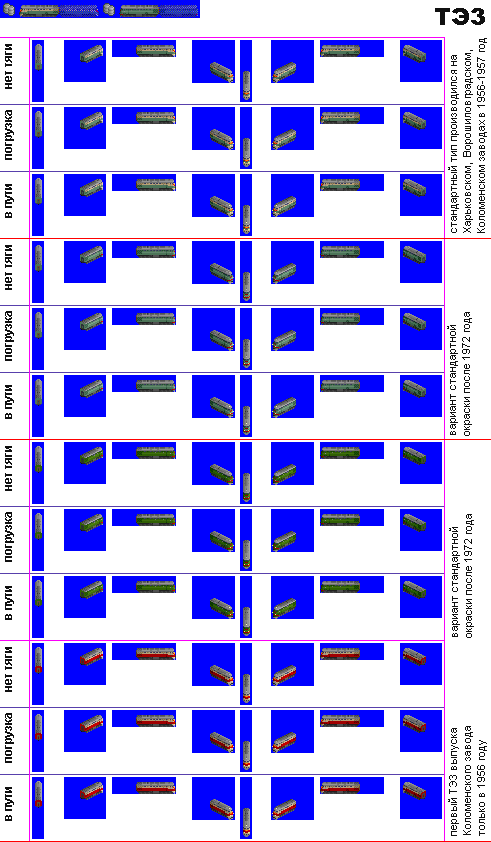 ТЭЗ
нет тяги
погрузка
в пути
стандартный тип производился на
Харьковском, Ворошиловградском,
Коломенском заводах в 1956-1957 год
нет тяги
погрузка
в пути
вариант стандартной
окраски после 1972 года
нет тяги
погрузка
в пути
вариант стандартной
окраски после 1972 года
нет тяги
погрузка
в пути
первый ТЭЗ выпуска
Коломенского завода
только в 1956 году